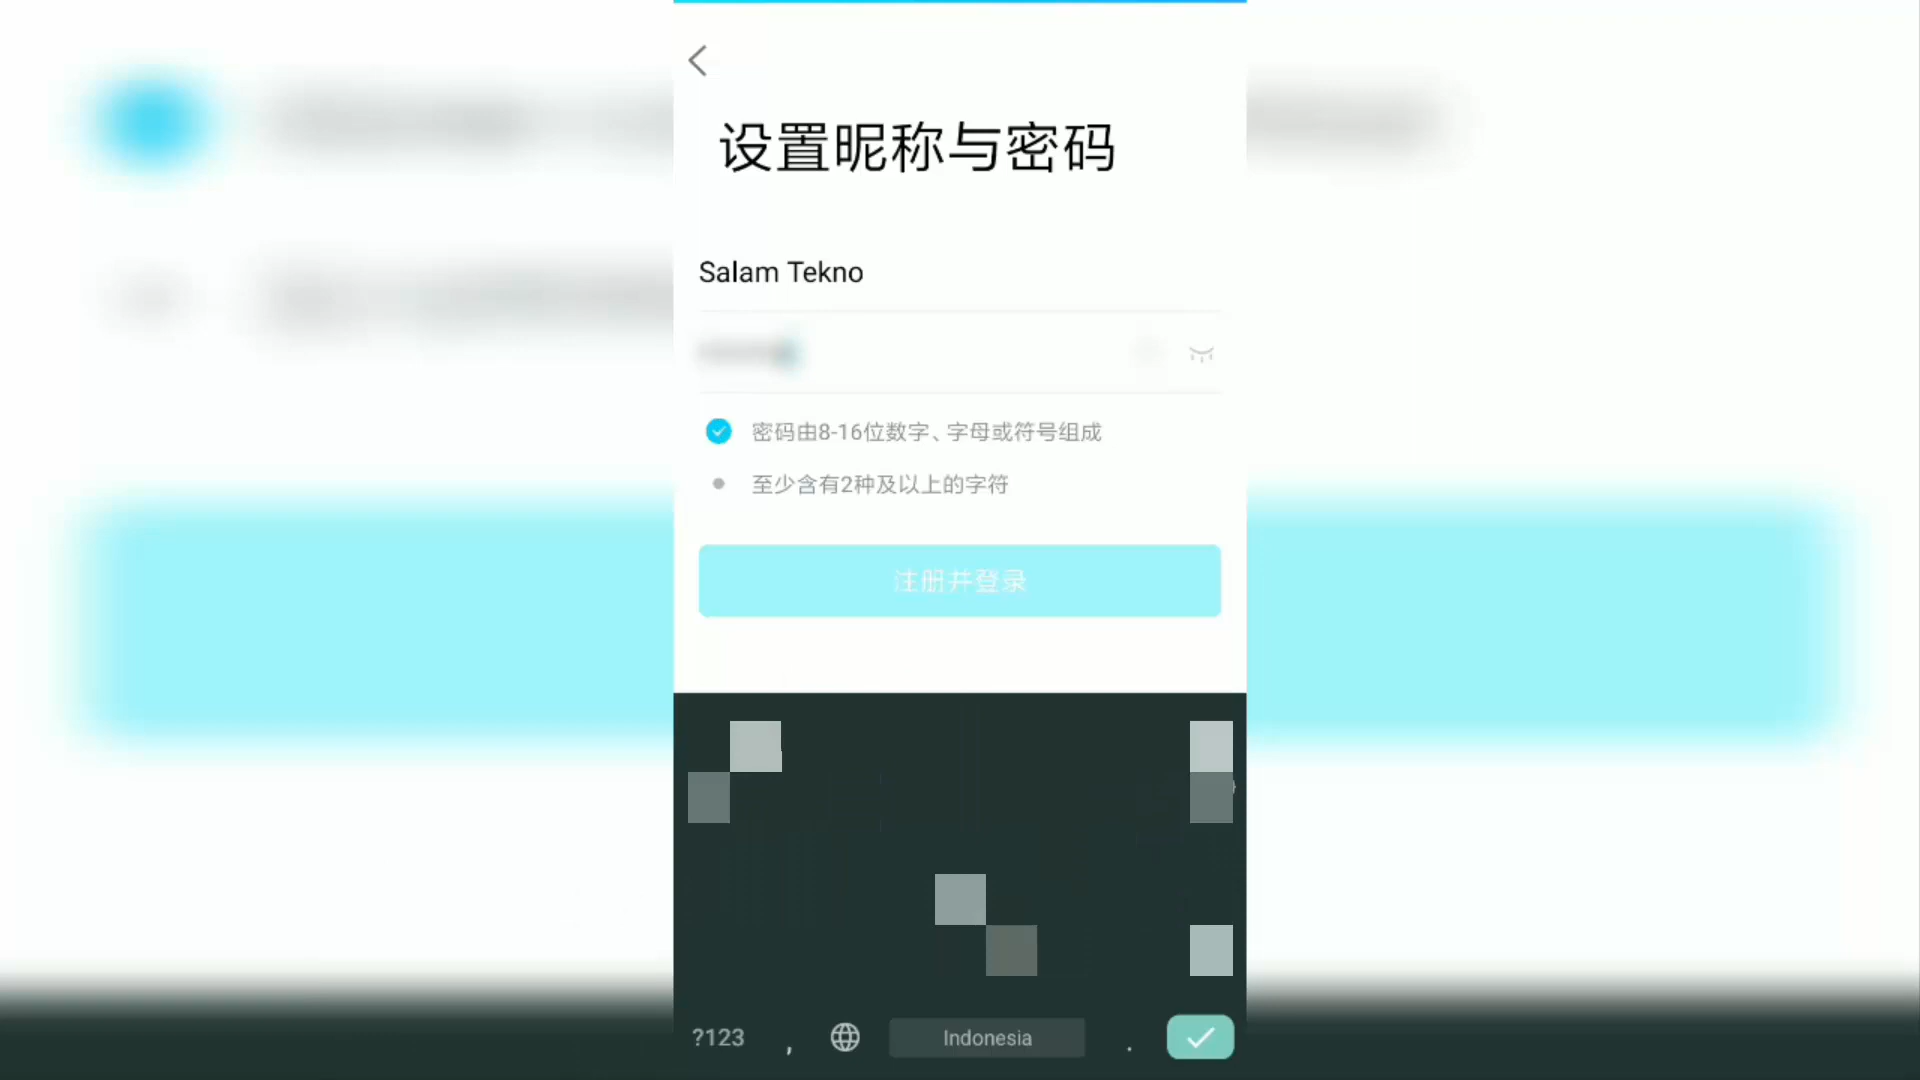 设置昵称与密码
Salam Tekno
密码由8-16位数字、字母或符号组成
至少含有2种及以上的字符
注册并登录
?123 , Indonesia .